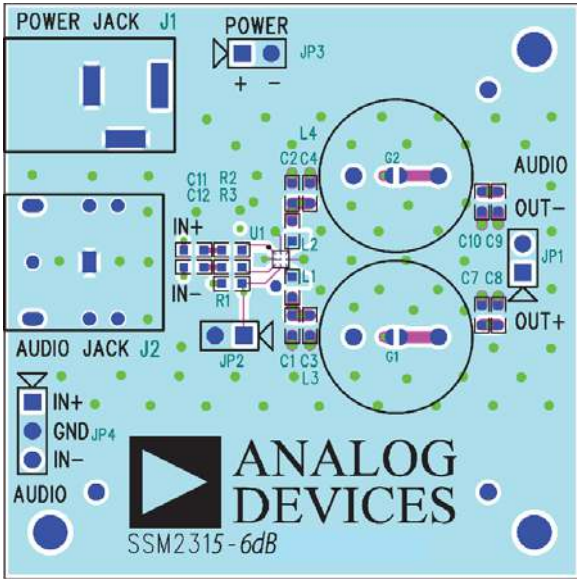 POWER JACK J1
POWER
JP3
+ -
L4
C2 C4
G2
AUDIO
C11 R2
C12 R3
IN+
U1
OUT-
C10 C9
L2
JP1
IN-
L1
R1
C7 C8
OUT+
AUDIO JACK J2
JP2
C1 C3
L3
G1
IN+
GND JP4
IN-
AUDIO
ANALOG
DEVICES
SSM2315-6dB